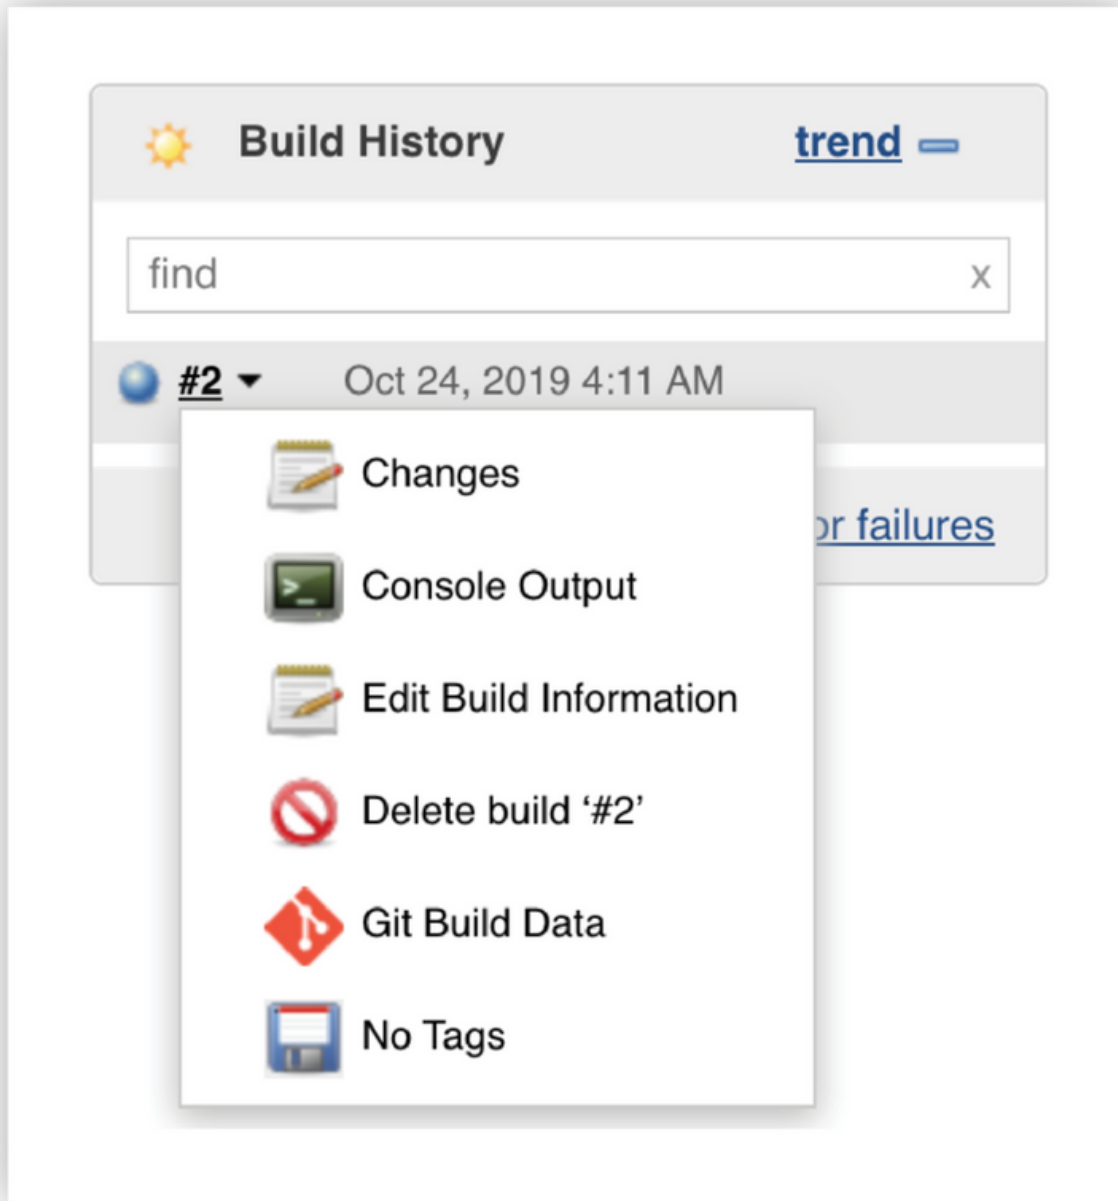 Build History trend
find x
#2 Oct 24, 2019 4:11 AM
Changes
Console Output
or failures
Edit Build Information
Delete build ‘#2’
Git Build Data
No Tags